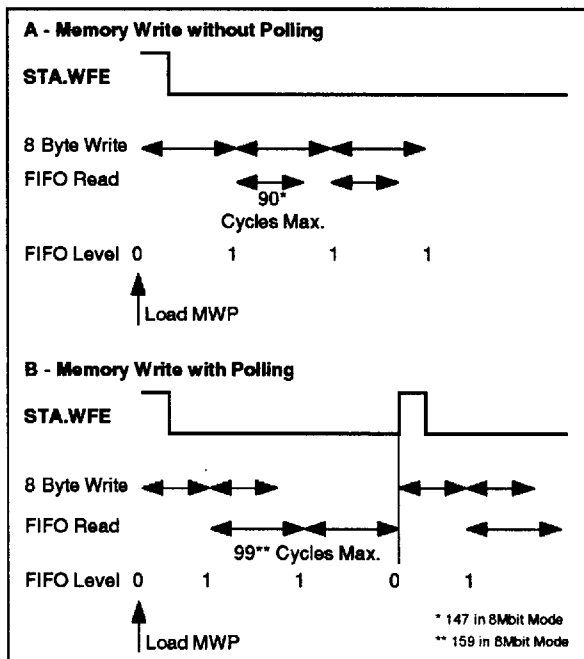 A - Memory Write without Polling
STA.WFE
8 Byte Write
FIFO Read
90*
Cycles Max.
FIFO Level 0 1 1 1
Load MWP
B - Memory Write with Polling
STA.WFE
8 Byte Write
FIFO Read
99** Cycles Max.
FIFO Level 0 1 1 0 1
* 147 in 8Mbit Mode
** 159 in 8Mbit Mode
Load MWP